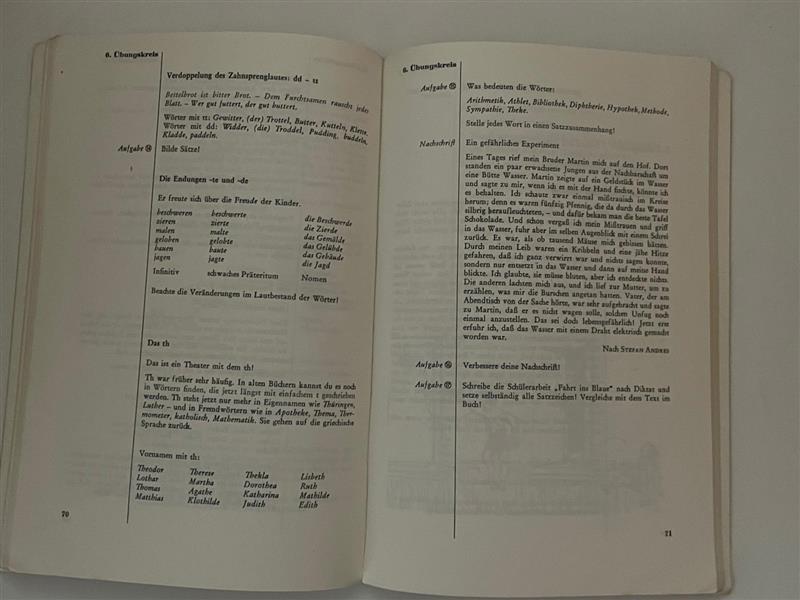 6. Übungskreis
Verdoppelung des Zahnsprenglautes: dd – tt
Bettelbrot ist bitter Brot. – Dem Furchtsamen rauscht jedes
Blatt. – Wer gut futtert, der gut buttert.
Wörter mit tt: Gewitter, (der) Trottel, Butter, Kutteln, Klette.
Wörter mit dd: Widder, (die) Troddel, Pudding, buddeln,
Kladde, paddeln.
Aufgabe ⑭ Bilde Sätze!
Die Endungen -te und -de
Er freute sich über die Freude der Kinder.
beschweren beschwerte die Beschwerde
zieren zierte die Zierde
malen malte das Gemälde
geloben gelobte das Gelübde
bauen baute das Gebäude
jagen jagte die Jagd
Infinitiv schwaches Präteritum Nomen
Beachte die Veränderungen im Lautbestand der Wörter!
Das th
Das ist ein Theater mit dem th!
Th war früher sehr häufig. In alten Büchern kannst du es noch
in Wörtern finden, die jetzt längst mit einfachem t geschrieben
werden. Th steht jetzt nur mehr in Eigennamen wie Thüringen,
Luther – und in Fremdwörtern wie in Apotheke, Thema, Ther-
mometer, katholisch, Mathematik. Sie gehen auf die griechische
Sprache zurück.
Vornamen mit th:
Theodor Therese Thekla Lisbeth
Lothar Martha Dorothea Ruth
Thomas Agathe Katharina Mathilde
Matthias Klothilde Judith Edith
70
6. Übungskreis
Aufgabe ⑮ Was bedeuten die Wörter:
Arithmetik, Athlet, Bibliothek, Diphtherie, Hypothek, Methode,
Sympathie, Theke.
Stelle jedes Wort in einen Satzzusammenhang!
Nachschrift Ein gefährliches Experiment
Eines Tages rief mein Bruder Martin mich auf den Hof. Dort
standen ein paar erwachsene Jungen aus der Nachbarschaft um
eine Bütte Wasser. Martin zeigte auf ein Geldstück im Wasser
und sagte zu mir, wenn ich es mit der Hand fischte, könnte ich
es behalten. Ich schaute zwar einmal mißtrauisch im Kreise
herum; denn es waren fünfzig Pfennig, die da durch das Wasser
silbrig heraufleuchteten, – und dafür bekam man die beste Tafel
Schokolade. Und schon vergaß ich mein Mißtrauen und griff
in das Wasser, fuhr aber im selben Augenblick mit einem Schrei
zurück. Es war, als ob tausend Mäuse mich gebissen hätten.
Durch meinen Leib waren ein Kribbeln und eine jähe Hitze
gefahren, daß ich ganz verwirrt war und nichts sagen konnte,
sondern nur entsetzt in das Wasser und dann auf meine Hand
blickte. Ich glaubte, sie müsse bluten, aber ich entdeckte nichts.
Die anderen lachten mich aus, und ich lief zur Mutter, um zu
erzählen, was mir die Burschen angetan hatten. Vater, der am
Abendtisch von der Sache hörte, war sehr aufgebracht und sagte
zu Martin, daß er es nicht wagen solle, solchen Unfug noch
einmal anzustellen. Das sei doch lebensgefährlich! Jetzt erst
erfuhr ich, daß das Wasser mit einem Draht elektrisch gemacht
worden war.
Nach Stefan Andres
Aufgabe ⑯ Verbessere deine Nachschrift!
Aufgabe ⑰ Schreibe die Schülerarbeit „Fahrt ins Blaue“ nach Diktat und
setze selbständig alle Satzzeichen! Vergleiche mit dem Text im
Buch!
71